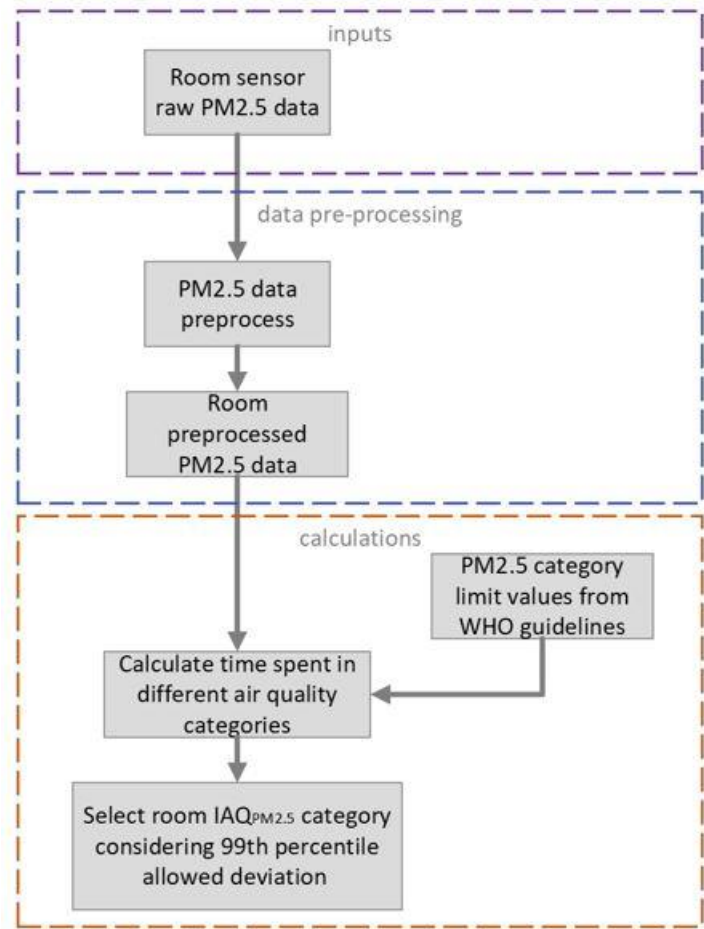 inputs
Room sensor
raw PM2.5 data
data pre-processing
PM2.5 data
preprocess
Room
preprocessed
PM2.5 data
calculations
PM2.5 category
limit values from
WHO guidelines
Calculate time spent in
different air quality
categories
Select room IAQPM2.5 category
considering 99th percentile
allowed deviation